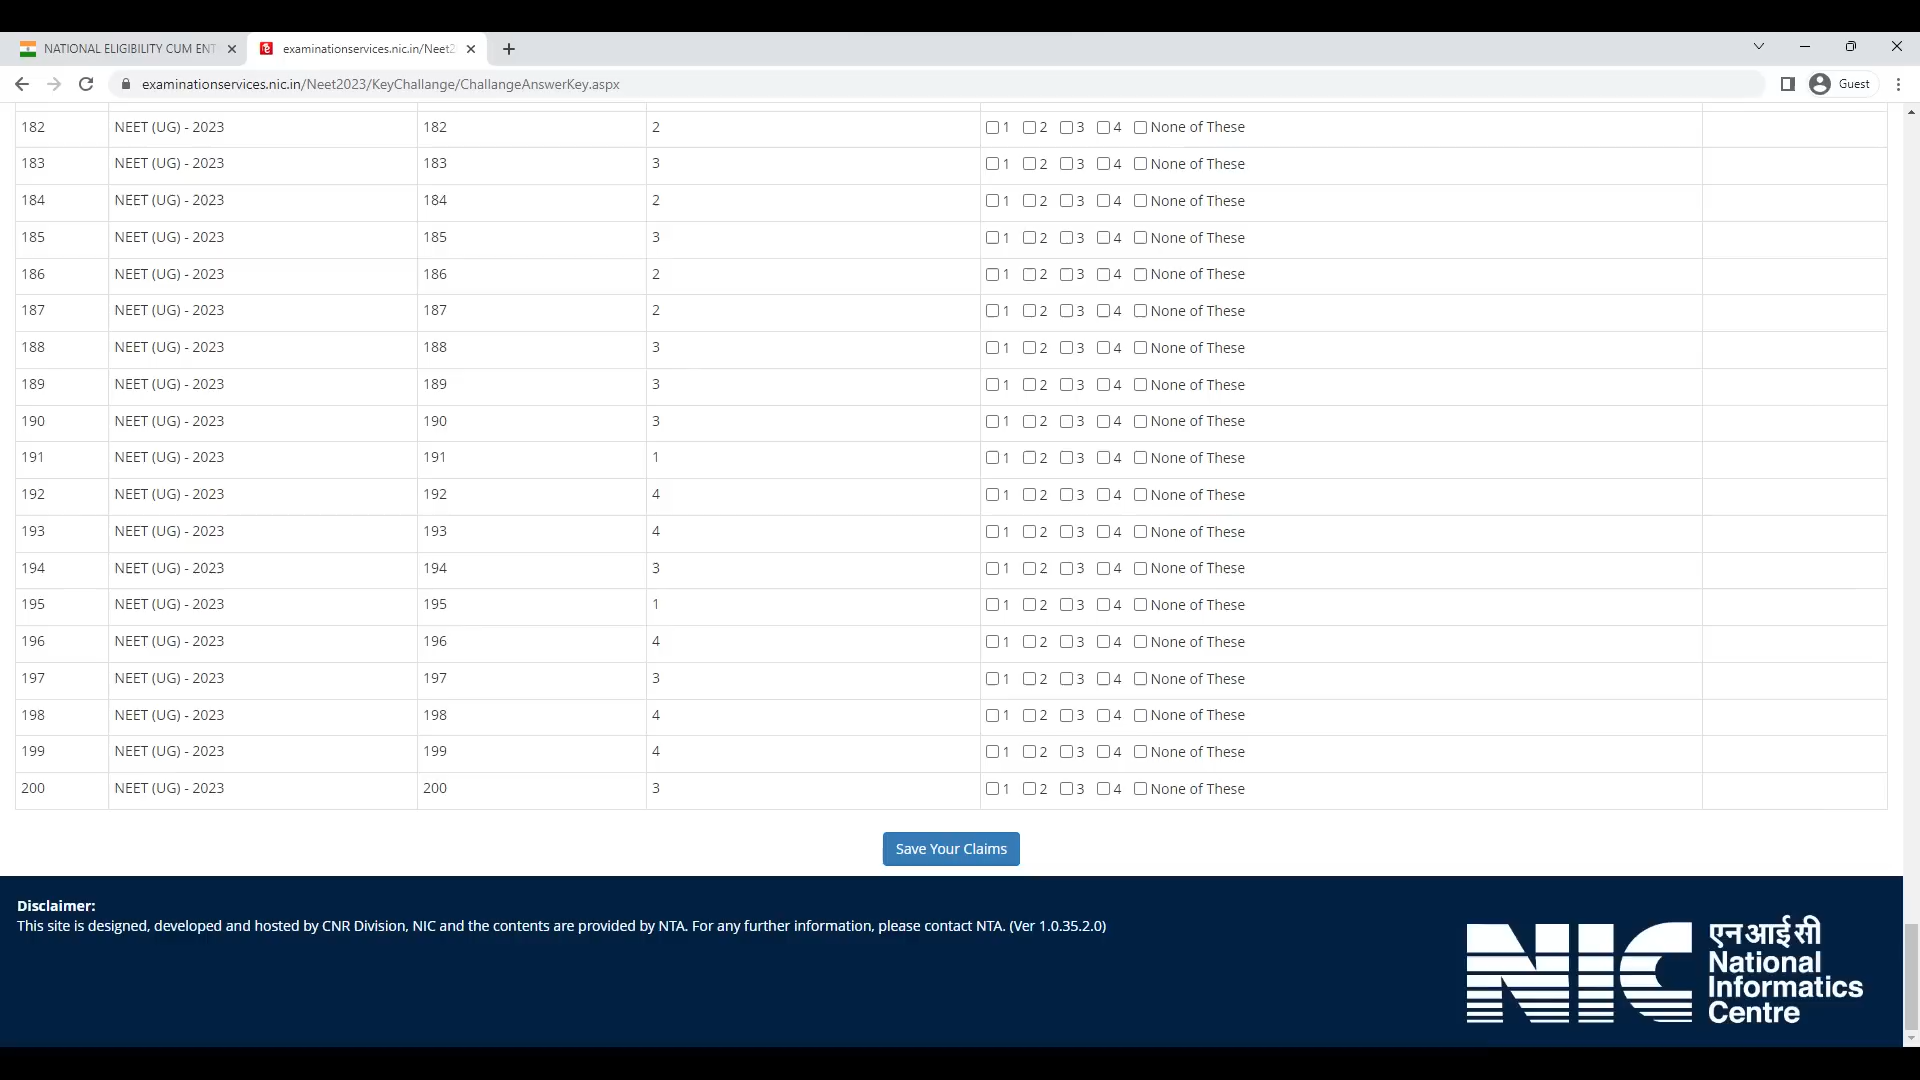 NATIONAL ELIGIBILITY CUM ENT
examinationservices.nic.in/Neet2
examinationservices.nic.in/Neet2023/KeyChallange/ChallangeAnswerKey.aspx
Guest
182 NEET (UG) - 2023 182 2 1 2 3 4 None of These
183 NEET (UG) - 2023 183 3 1 2 3 4 None of These
184 NEET (UG) - 2023 184 2 1 2 3 4 None of These
185 NEET (UG) - 2023 185 3 1 2 3 4 None of These
186 NEET (UG) - 2023 186 2 1 2 3 4 None of These
187 NEET (UG) - 2023 187 2 1 2 3 4 None of These
188 NEET (UG) - 2023 188 3 1 2 3 4 None of These
189 NEET (UG) - 2023 189 3 1 2 3 4 None of These
190 NEET (UG) - 2023 190 3 1 2 3 4 None of These
191 NEET (UG) - 2023 191 1 1 2 3 4 None of These
192 NEET (UG) - 2023 192 4 1 2 3 4 None of These
193 NEET (UG) - 2023 193 4 1 2 3 4 None of These
194 NEET (UG) - 2023 194 3 1 2 3 4 None of These
195 NEET (UG) - 2023 195 1 1 2 3 4 None of These
196 NEET (UG) - 2023 196 4 1 2 3 4 None of These
197 NEET (UG) - 2023 197 3 1 2 3 4 None of These
198 NEET (UG) - 2023 198 4 1 2 3 4 None of These
199 NEET (UG) - 2023 199 4 1 2 3 4 None of These
200 NEET (UG) - 2023 200 3 1 2 3 4 None of These
Save Your Claims
Disclaimer:
This site is designed, developed and hosted by CNR Division, NIC and the contents are provided by NTA. For any further information, please contact NTA. (Ver 1.0.35.2.0)
NIC
एन आई सी
National
Informatics
Centre